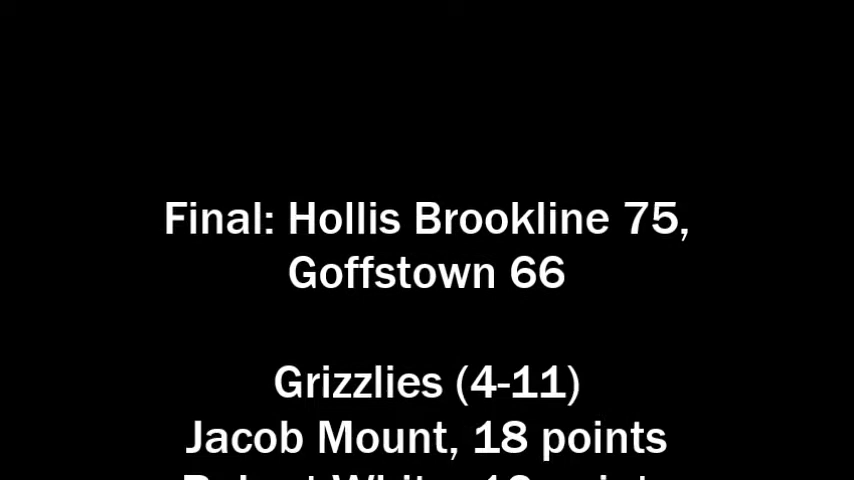 Final: Hollis Brookline 75,
Goffstown 66
Grizzlies (4-11)
Jacob Mount, 18 points